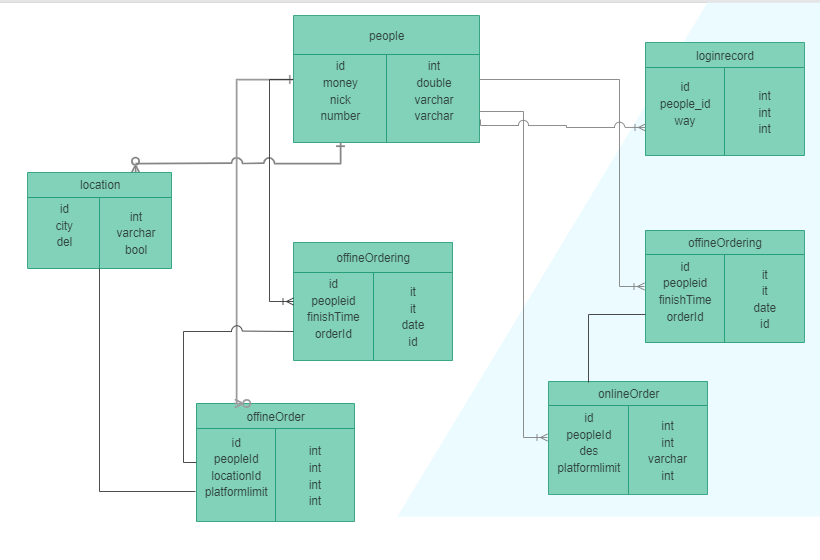 people
id
money
nick
number
int
double
varchar
varchar
loginrecord
id
people_id
way
int
int
int
location
id
city
del
int
varchar
bool
offineOrdering
id
peopleid
finishTime
orderId
it
it
date
id
offineOrdering
id
peopleid
finishTime
orderId
it
it
date
id
offineOrder
id
peopleId
locationId
platformlimit
int
int
int
int
onlineOrder
id
peopleId
des
platformlimit
int
int
varchar
int